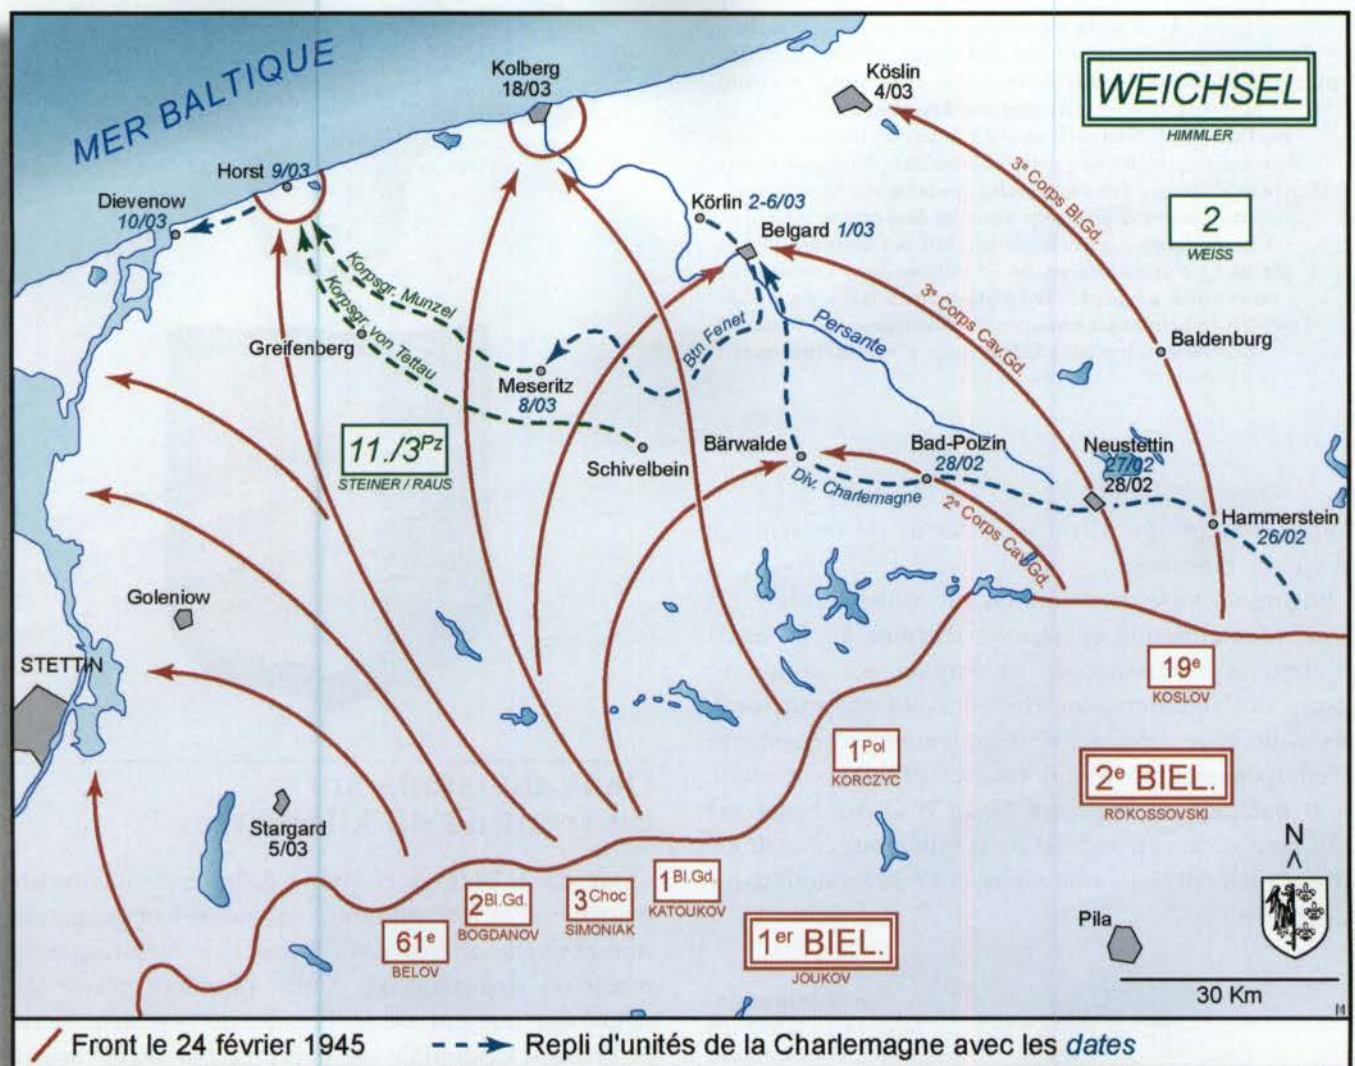 MER BALTIQUE
Kolberg
18/03
Köslin
4/03
WEICHSEL
HIMMLER
Horst 9/03
Dievenow
10/03
Körlin 2-6/03
Belgard 1/03
3e Corps Bl.Gd.
2
WEISS
Korpsgr. Munzel
Korpsgr. von Tettau
Greifenberg
Meseritz
8/03
Btn Fenet
Persante
3e Corps Cav.Gd.
Baldenburg
11./3Pz
STEINER / RAUS
Schivelbein
Bärwalde
Bad-Polzin
28/02
Neustettin
27/02
28/02
Div. Charlemagne
2e Corps Cav.Gd.
Hammerstein
26/02
Goleniow
STETTIN
19e
KOSLOV
1Pol
KORCZYC
2e BIEL.
ROKOSSOVSKI
Stargard
5/03
61e
BELOV
2Bl.Gd.
BOGDANOV
3Choc
SIMONIAK
1Bl.Gd.
KATOUKOV
1er BIEL.
JOUKOV
Pila
N
30 Km
M
Front le 24 février 1945
Repli d'unités de la Charlemagne avec les dates